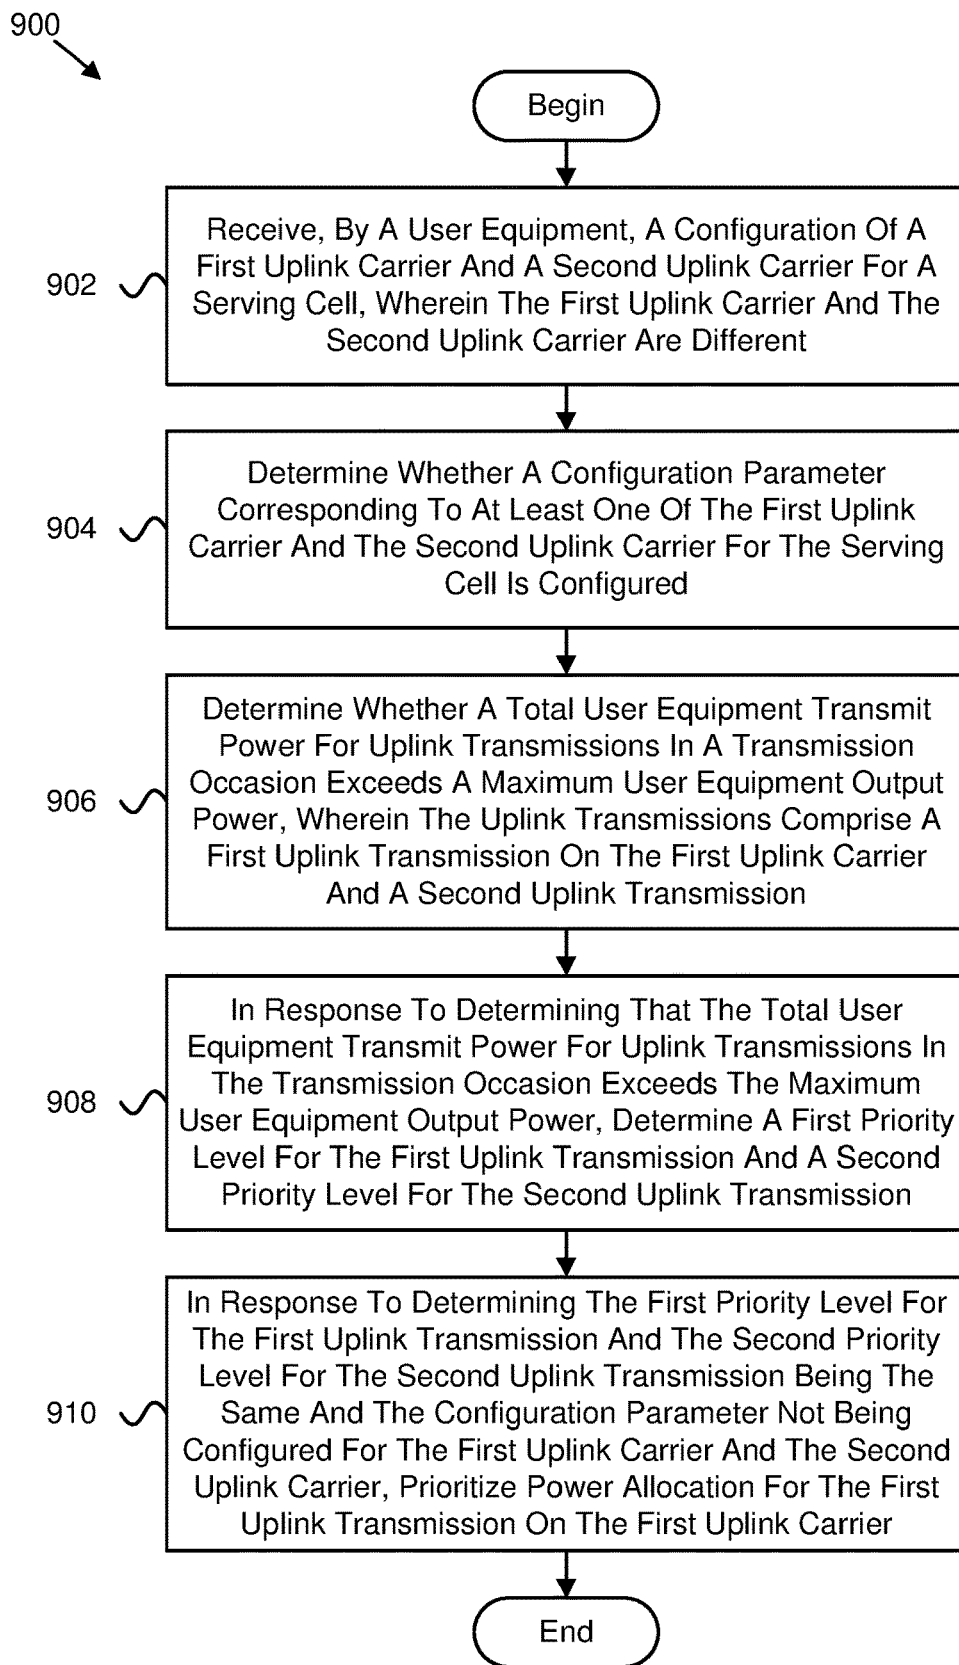 900
Begin
902
Receive, By A User Equipment, A Configuration Of A
First Uplink Carrier And A Second Uplink Carrier For A
Serving Cell, Wherein The First Uplink Carrier And The
Second Uplink Carrier Are Different
904
Determine Whether A Configuration Parameter
Corresponding To At Least One Of The First Uplink
Carrier And The Second Uplink Carrier For The Serving
Cell Is Configured
906
Determine Whether A Total User Equipment Transmit
Power For Uplink Transmissions In A Transmission
Occasion Exceeds A Maximum User Equipment Output
Power, Wherein The Uplink Transmissions Comprise A
First Uplink Transmission On The First Uplink Carrier
And A Second Uplink Transmission
908
In Response To Determining That The Total User
Equipment Transmit Power For Uplink Transmissions In
The Transmission Occasion Exceeds The Maximum
User Equipment Output Power, Determine A First Priority
Level For The First Uplink Transmission And A Second
Priority Level For The Second Uplink Transmission
910
In Response To Determining The First Priority Level For
The First Uplink Transmission And The Second Priority
Level For The Second Uplink Transmission Being The
Same And The Configuration Parameter Not Being
Configured For The First Uplink Carrier And The Second
Uplink Carrier, Prioritize Power Allocation For The First
Uplink Transmission On The First Uplink Carrier
End